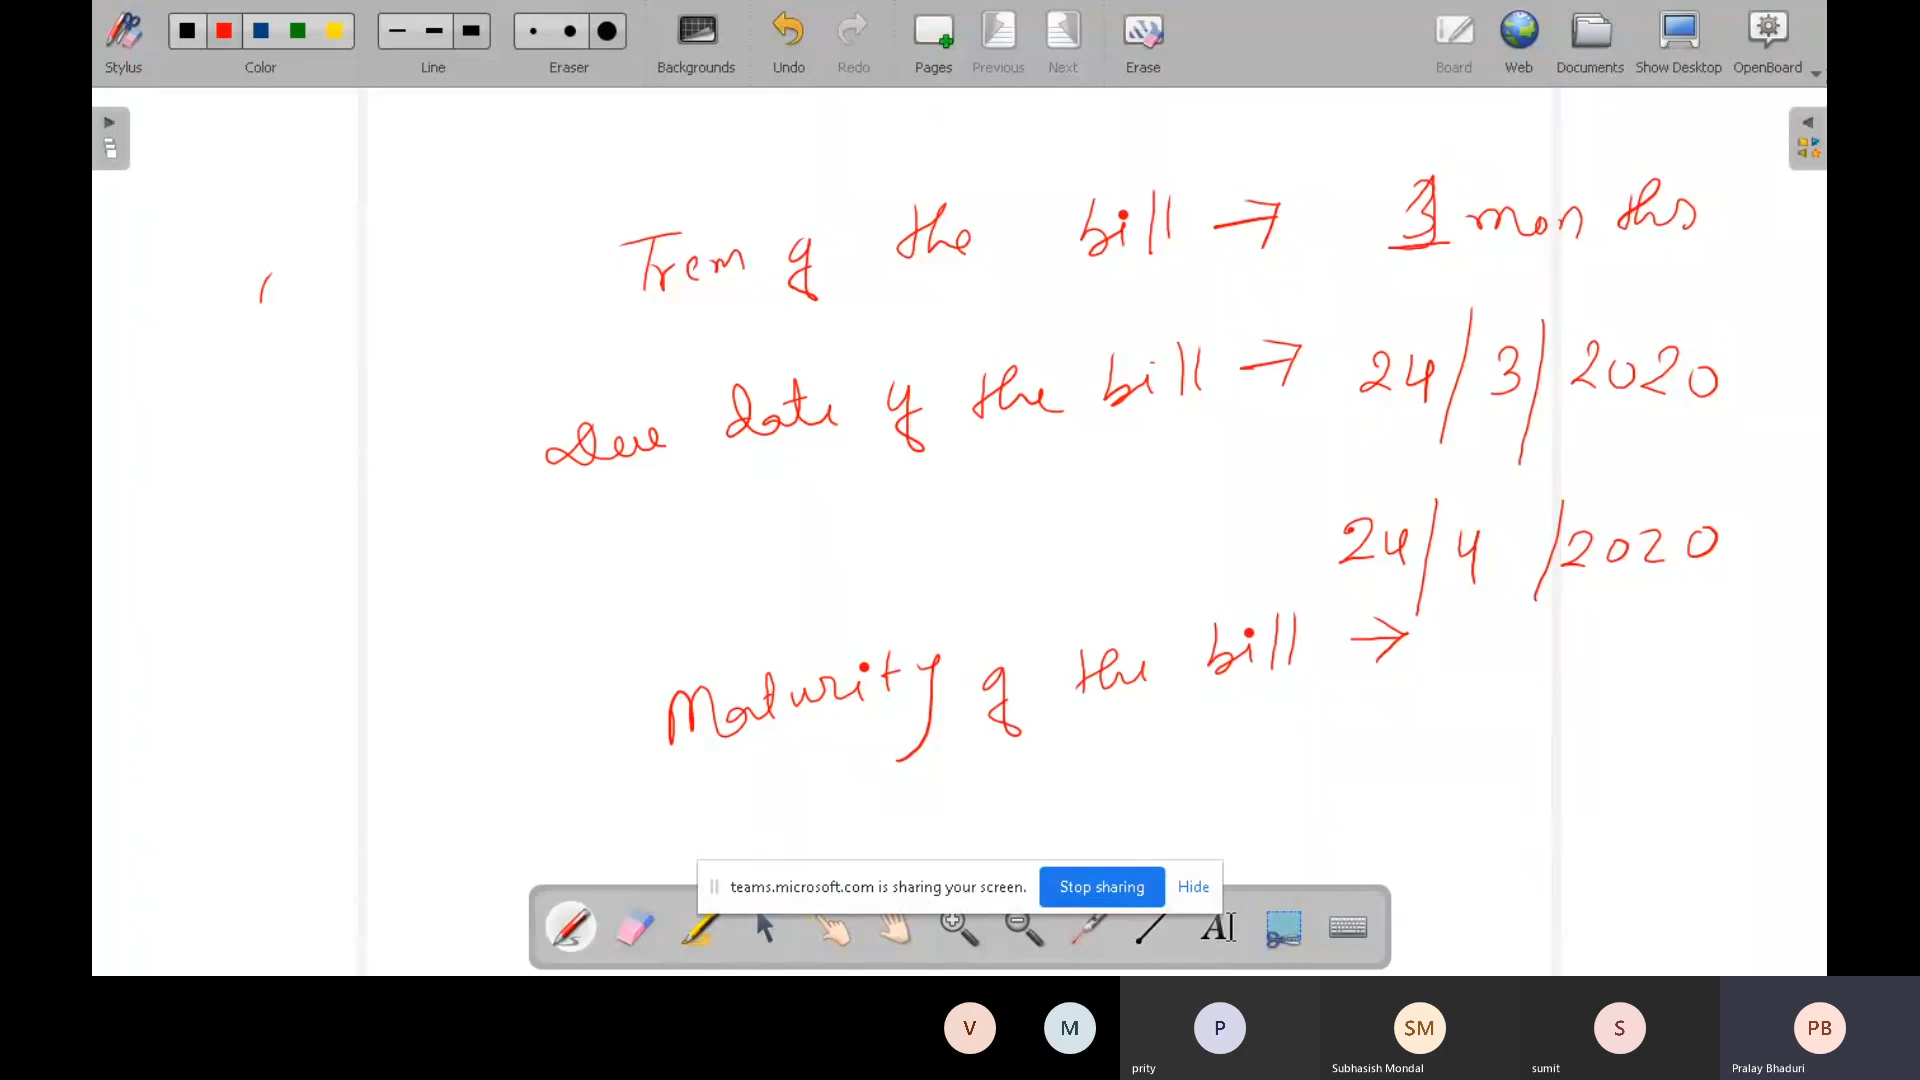 Stylus Color Line Eraser Backgrounds Undo Redo Pages Previous Next Erase Board Web Documents Show Desktop OpenBoard
Trem of the bill → months
Due date of the bill → 24/3/2020
24/4/2020
Maturity of the bill →
teams.microsoft.com is sharing your screen. Stop sharing Hide
AI
V M P SM S PB
prity Subhasish Mondal sumit Pralay Bhaduri